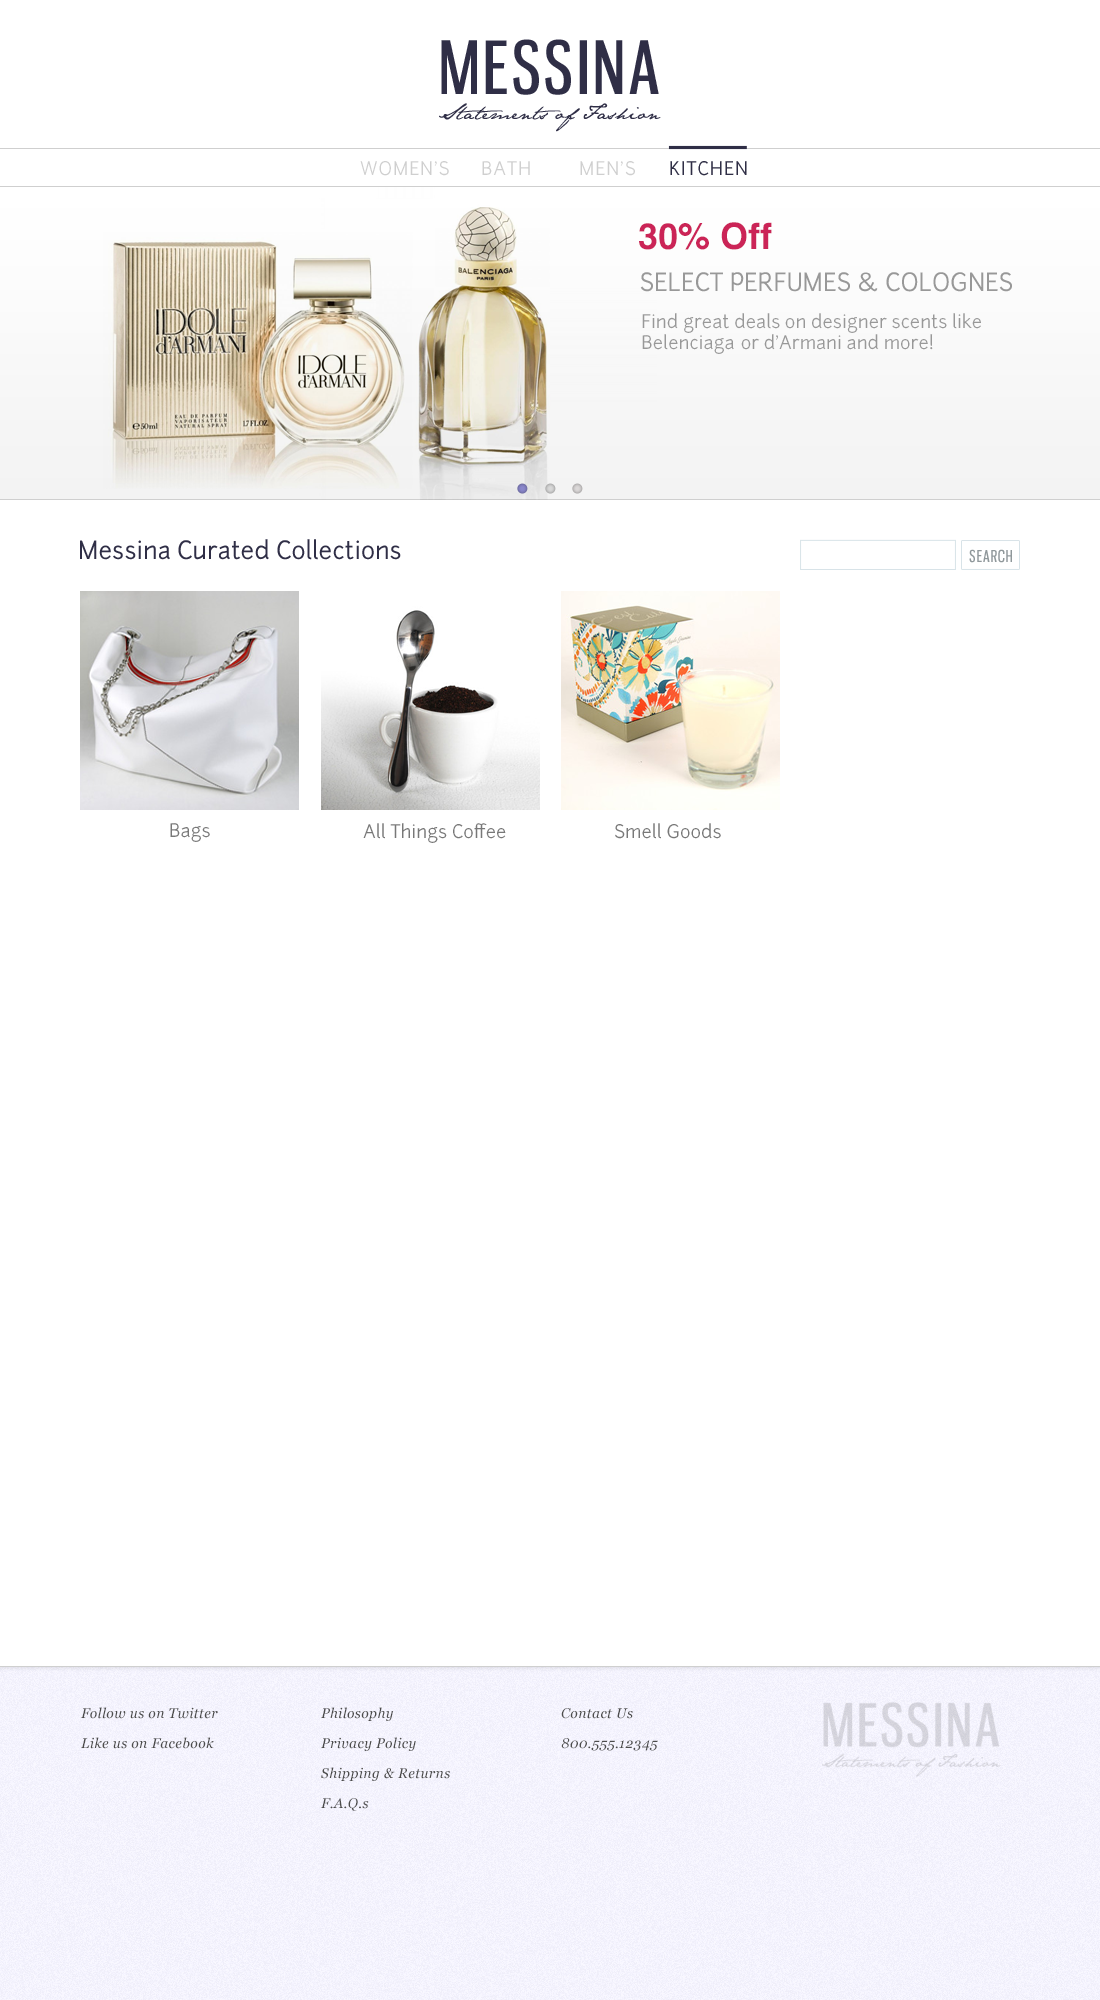 MESSINA
Statements of Fashion
WOMEN'S BATH MEN'S KITCHEN
30% Off
SELECT PERFUMES & COLOGNES
Find great deals on designer scents like
Belenciaga or d'Armani and more!
BALENCIAGA
PARIS
IDOLE
d'ARMANI
IDOLE
d'ARMANI
EAU DE PARFUM
VAPORISATEUR
NATURAL SPRAY
e50ml
1.7 FL.OZ
Messina Curated Collections
SEARCH
Bags
All Things Coffee
Smell Goods
Follow us on Twitter
Like us on Facebook
Philosophy
Privacy Policy
Shipping & Returns
F.A.Q.s
Contact Us
800.555.12345
MESSINA
Statements of Fashion